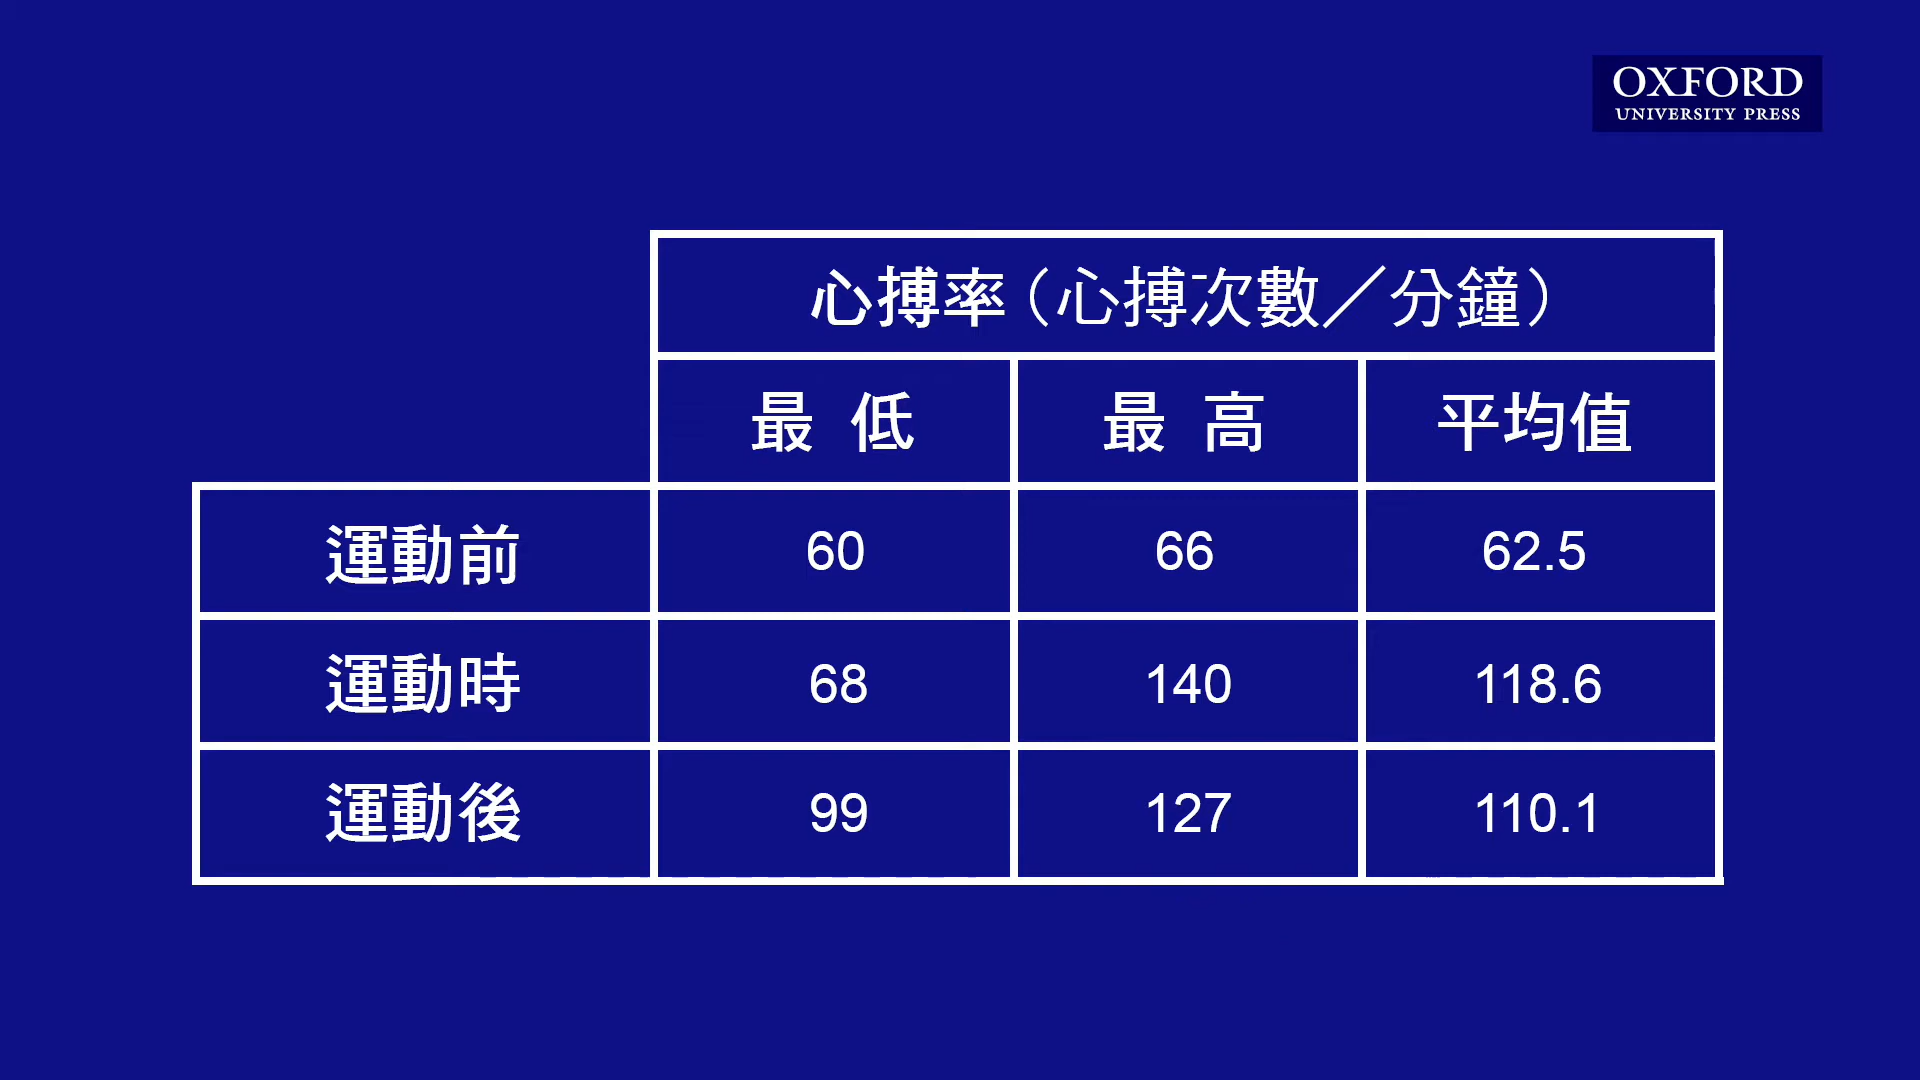 OXFORD
UNIVERSITY PRESS
心搏率（心搏次數／分鐘）
最 低 最 高 平均值
運動前 60 66 62.5
運動時 68 140 118.6
運動後 99 127 110.1